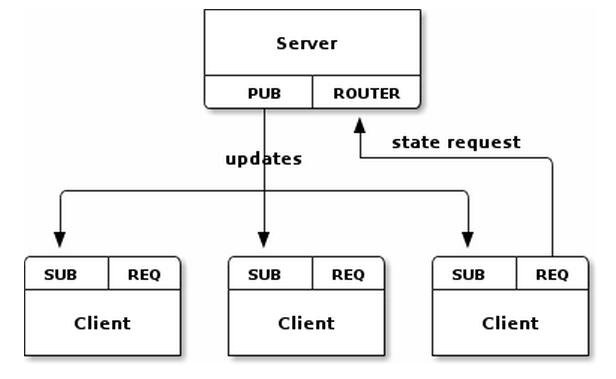 Server
PUB ROUTER
state request
updates
SUB REQ SUB REQ SUB REQ
Client Client Client